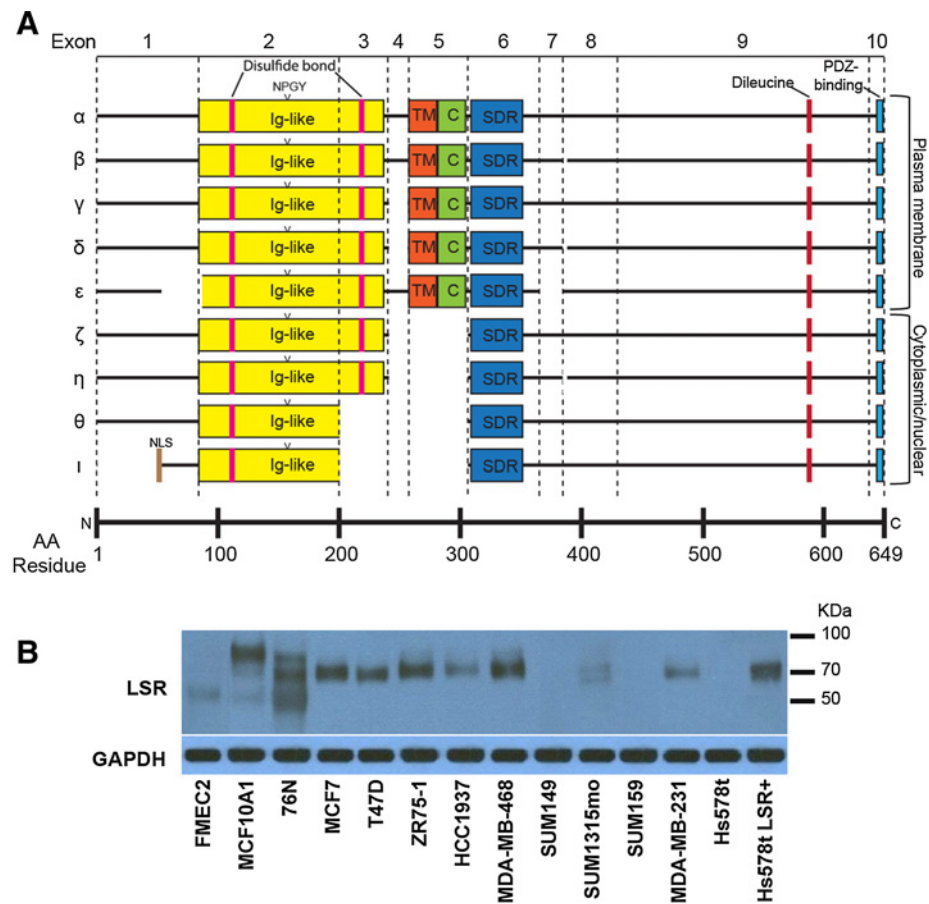 A
Exon 1 2 3 4 5 6 7 8 9 10
Disulfide bond
NPGY
Dileucine
PDZ-
binding
α Ig-like TM C SDR
β Ig-like TM C SDR
γ Ig-like TM C SDR
δ Ig-like TM C SDR
ε Ig-like TM C SDR
ζ Ig-like SDR
η Ig-like SDR
θ Ig-like SDR
NLS
ι Ig-like SDR
Plasma membrane
Cytoplasmic/nuclear
N C
AA
Residue
1 100 200 300 400 500 600 649
B
KDa
100
70
50
LSR
GAPDH
FMEC2
MCF10A1
76N
MCF7
T47D
ZR75-1
HCC1937
MDA-MB-468
SUM149
SUM1315mo
SUM159
MDA-MB-231
Hs578t
Hs578t LSR+